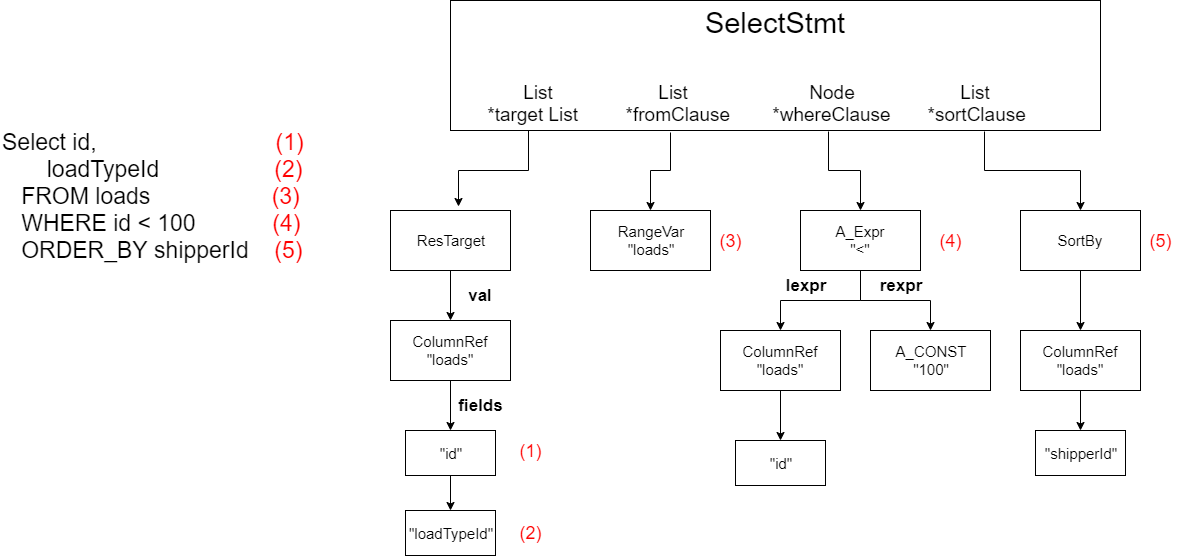 SelectStmt
List
*target List
List
*fromClause
Node
*whereClause
List
*sortClause
Select id, (1)
loadTypeId (2)
FROM loads (3)
WHERE id < 100 (4)
ORDER_BY shipperId (5)
ResTarget
val
ColumnRef
"loads"
fields
"id"
(1)
"loadTypeId"
(2)
RangeVar
"loads"
(3)
A_Expr
"<"
(4)
lexpr
rexpr
ColumnRef
"loads"
"id"
A_CONST
"100"
SortBy
(5)
ColumnRef
"loads"
"shipperId"